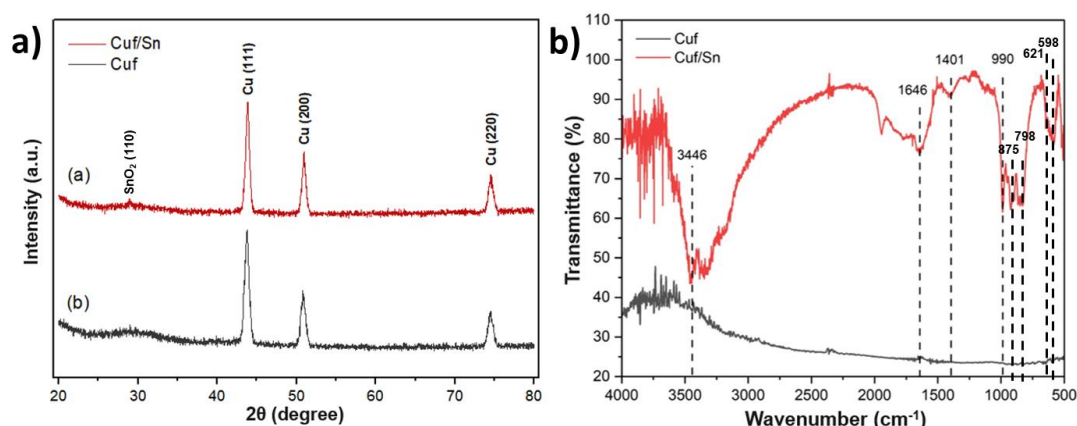 a)
Cuf/Sn
Cuf
SnO₂ (110)
Cu (111)
Cu (200)
Cu (220)
(a)
(b)
Intensity (a.u.)
20 30 40 50 60 70 80
2θ (degree)
b)
Cuf
Cuf/Sn
3446
1646
1401
990
875
798
621
598
110
100
90
80
70
60
50
40
30
20
Transmittance (%)
4000 3500 3000 2500 2000 1500 1000 500
Wavenumber (cm⁻¹)